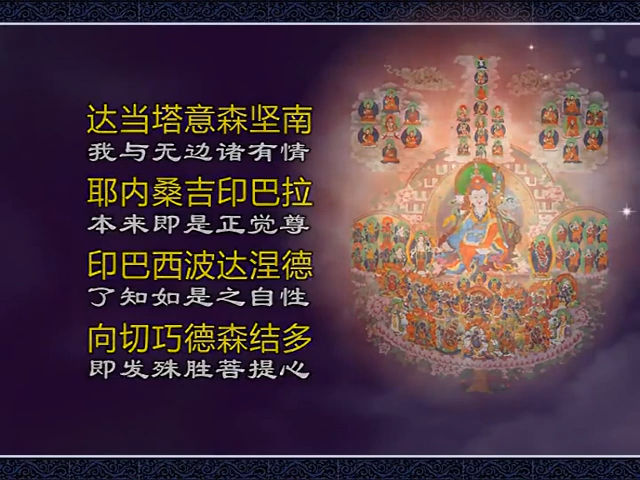 达当塔意森坚南
我与无边诸有情
耶内桑吉印巴拉
本来即是正觉尊
印巴西波达涅德
了知如是之自性
向切巧德森结多
即发殊胜菩提心